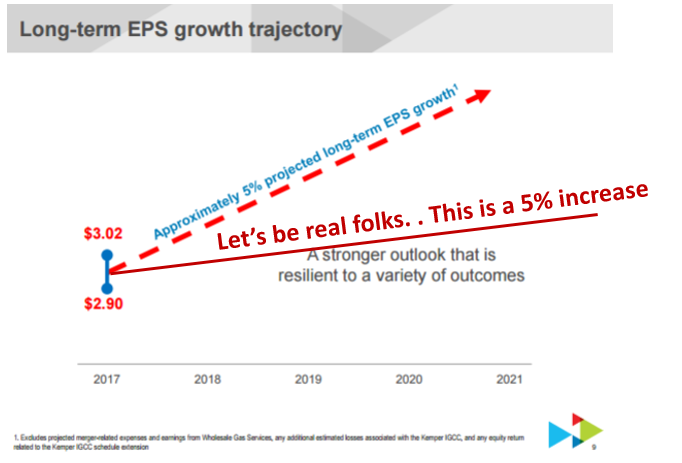 Long-term EPS growth trajectory
Approximately 5% projected long-term EPS growth¹
Let's be real folks. . This is a 5% increase
$3.02
A stronger outlook that is
resilient to a variety of outcomes
$2.90
2017 2018 2019 2020 2021
1. Excludes projected merger-related expenses and earnings from Wholesale Gas Services, any additional estimated losses associated with the Kemper IGCC, and any equity return
related to the Kemper IGCC schedule extension
9